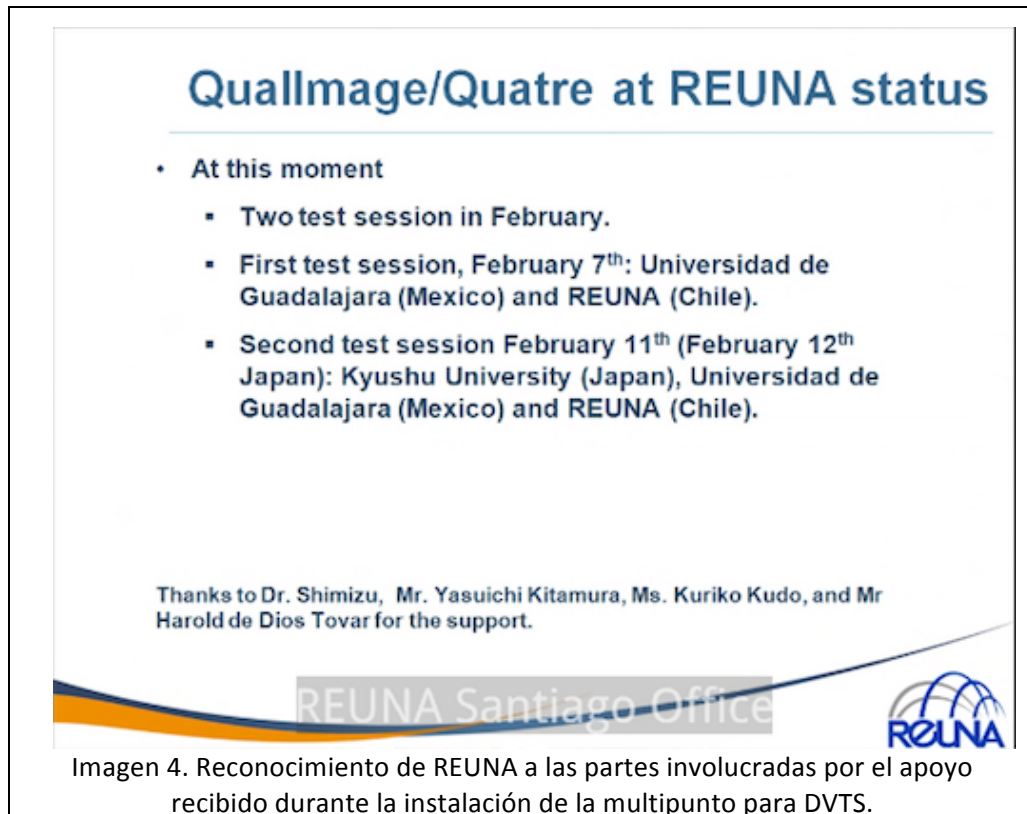 QualImage/Quatre at REUNA status
• At this moment
▪ Two test session in February.
▪ First test session, February 7th: Universidad de
Guadalajara (Mexico) and REUNA (Chile).
▪ Second test session February 11th (February 12th
Japan): Kyushu University (Japan), Universidad de
Guadalajara (Mexico) and REUNA (Chile).
Thanks to Dr. Shimizu, Mr. Yasuichi Kitamura, Ms. Kuriko Kudo, and Mr
Harold de Dios Tovar for the support.
REUNA Santiago Office
REUNA
Imagen 4. Reconocimiento de REUNA a las partes involucradas por el apoyo
recibido durante la instalación de la multipunto para DVTS.